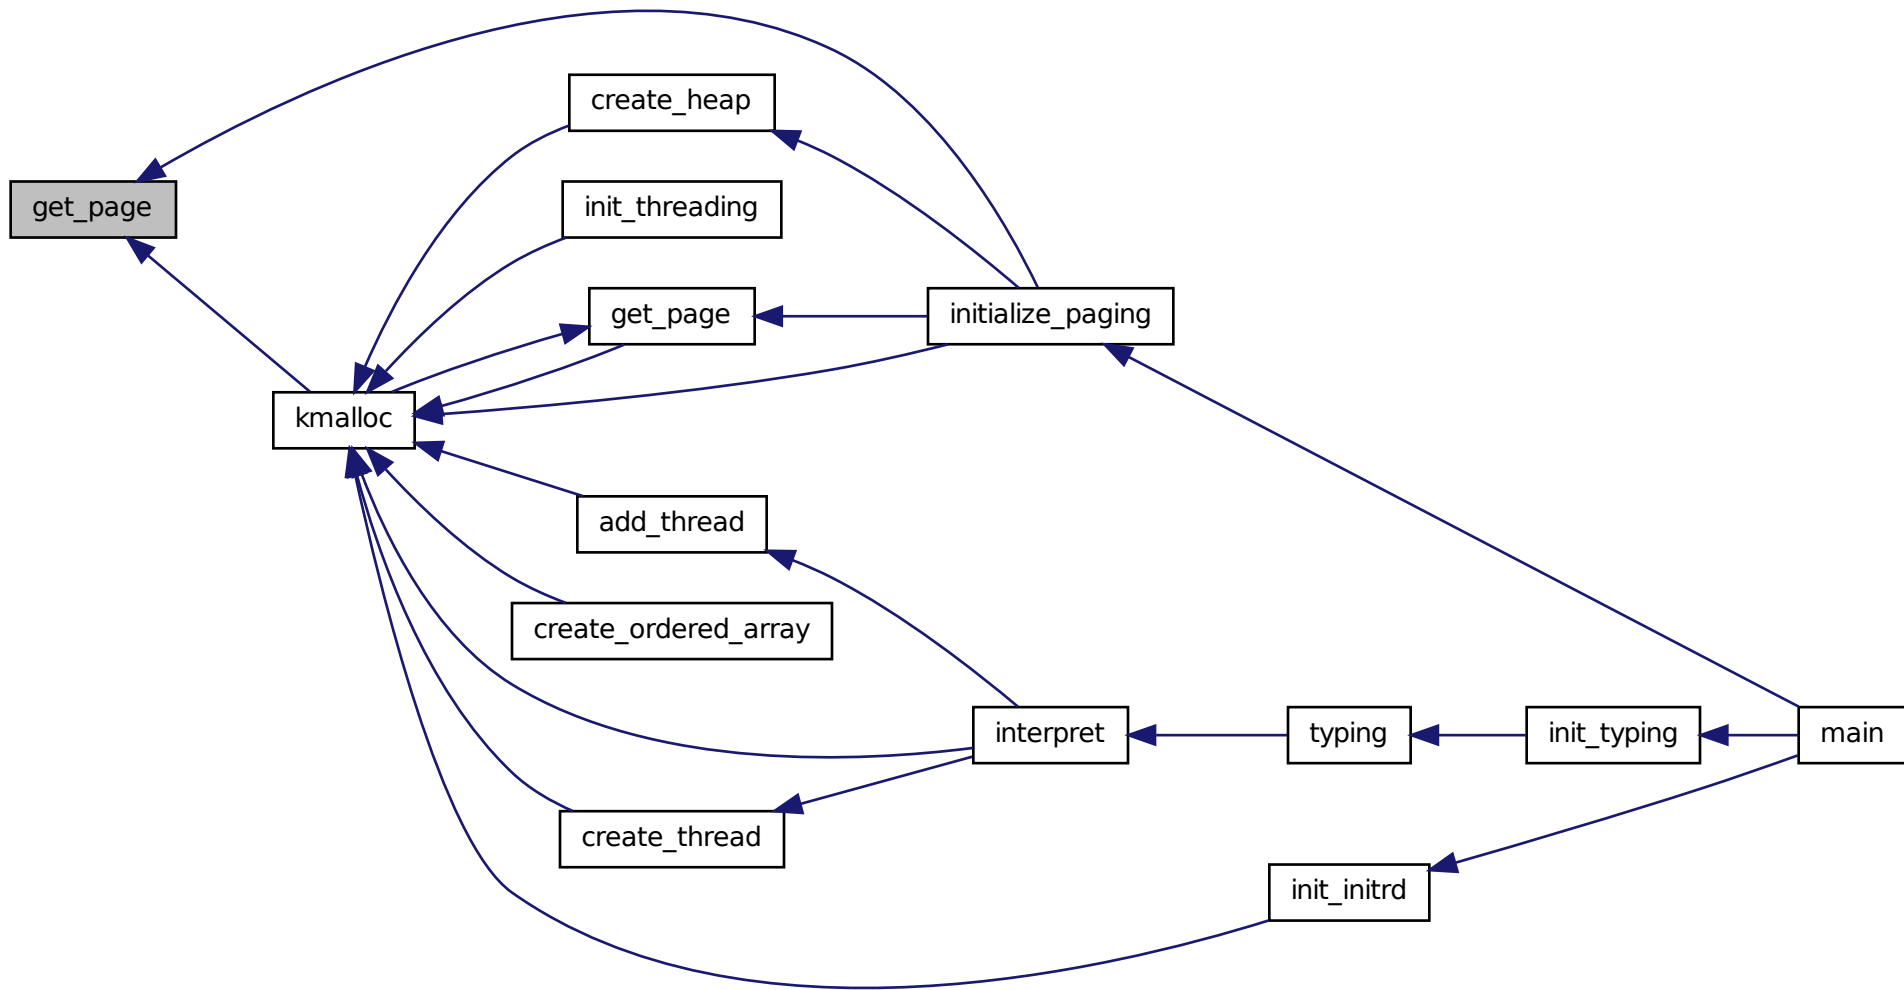 create_heap
get_page
init_threading
get_page
initialize_paging
kmalloc
add_thread
create_ordered_array
interpret
typing
init_typing
main
create_thread
init_initrd